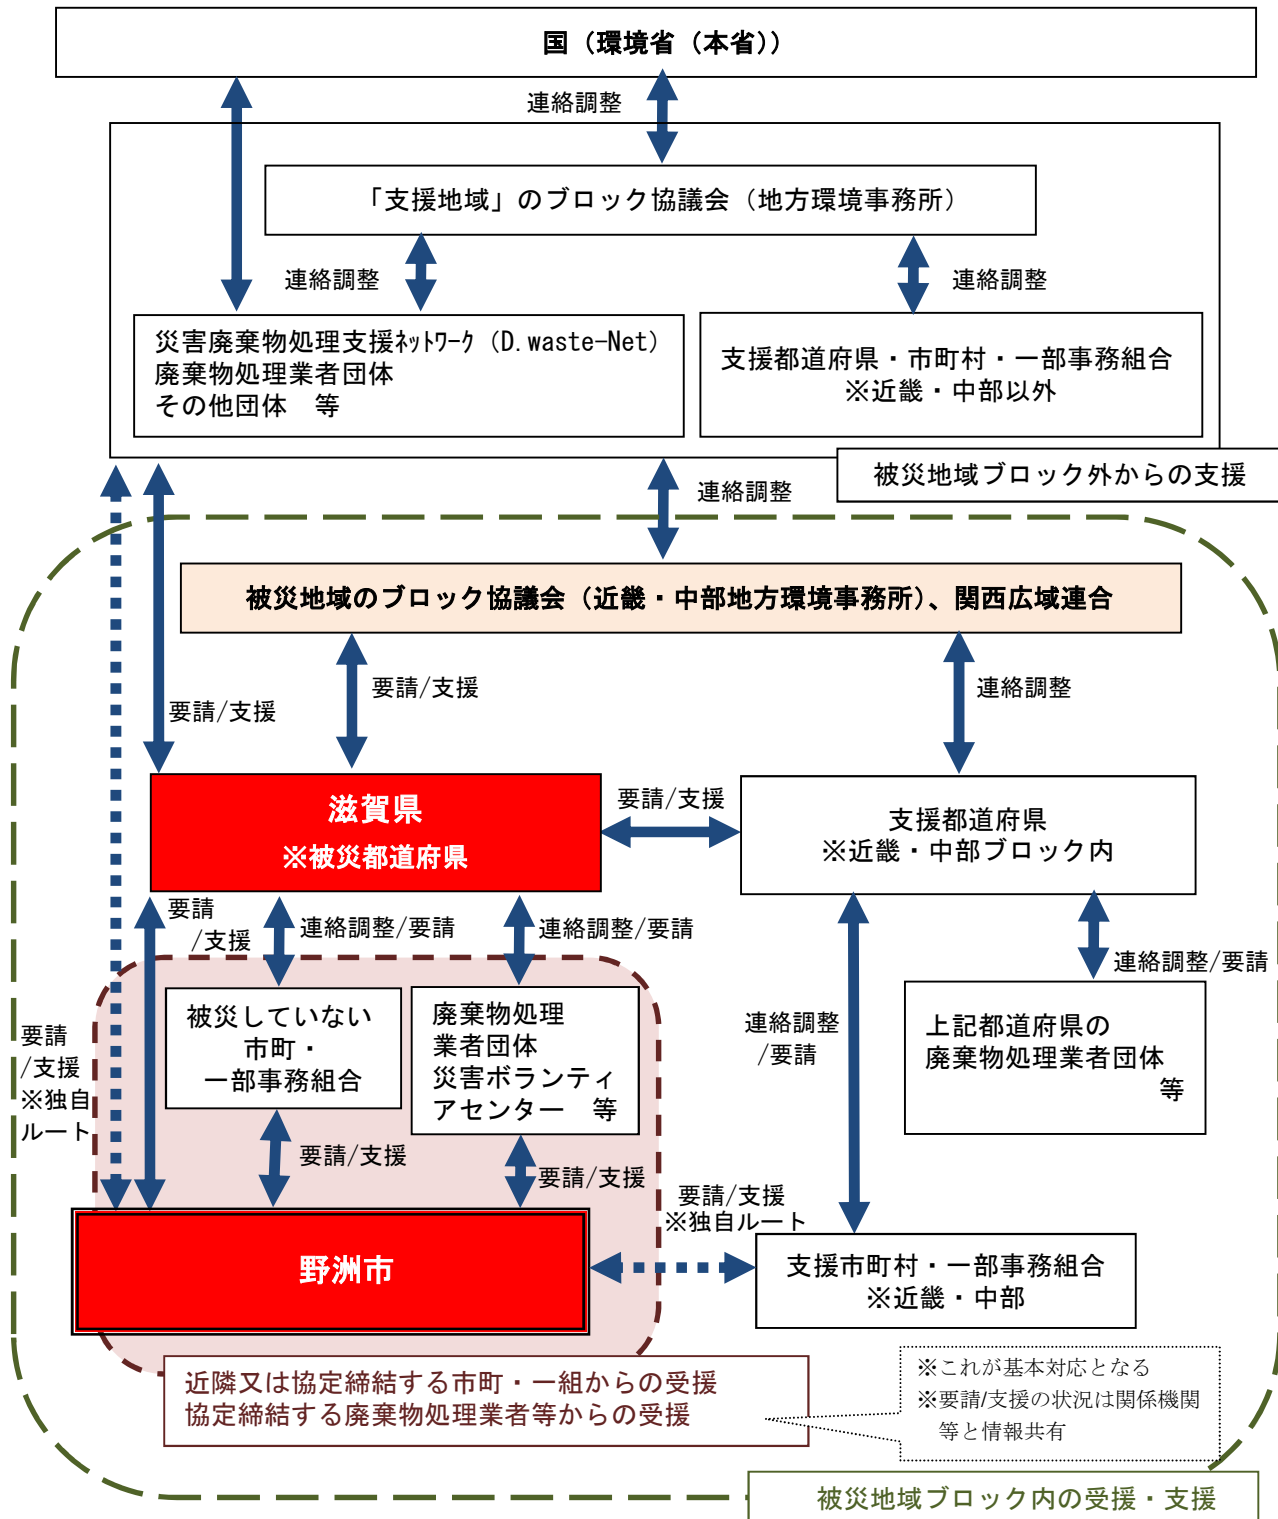 国（環境省（本省））
連絡調整
「支援地域」のブロック協議会（地方環境事務所）
連絡調整
連絡調整
災害廃棄物処理支援ﾈｯﾄﾜｰｸ（D.waste-Net）
廃棄物処理業者団体
その他団体　等
支援都道府県・市町村・一部事務組合
※近畿・中部以外
被災地域ブロック外からの支援
連絡調整
被災地域のブロック協議会（近畿・中部地方環境事務所）、関西広域連合
要請/支援
要請/支援
連絡調整
滋賀県
※被災都道府県
要請/支援
支援都道府県
※近畿・中部ブロック内
要請
/支援
連絡調整/要請
連絡調整/要請
連絡調整/要請
被災していない
市町・
一部事務組合
廃棄物処理
業者団体
災害ボランティ
アセンター　等
連絡調整
/要請
上記都道府県の
廃棄物処理業者団体
等
要請
/支援
※独自
ルート
要請/支援
要請/支援
要請/支援
※独自ルート
野洲市
支援市町村・一部事務組合
※近畿・中部
近隣又は協定締結する市町・一組からの受援
協定締結する廃棄物処理業者等からの受援
※これが基本対応となる
※要請/支援の状況は関係機関
等と情報共有
被災地域ブロック内の受援・支援